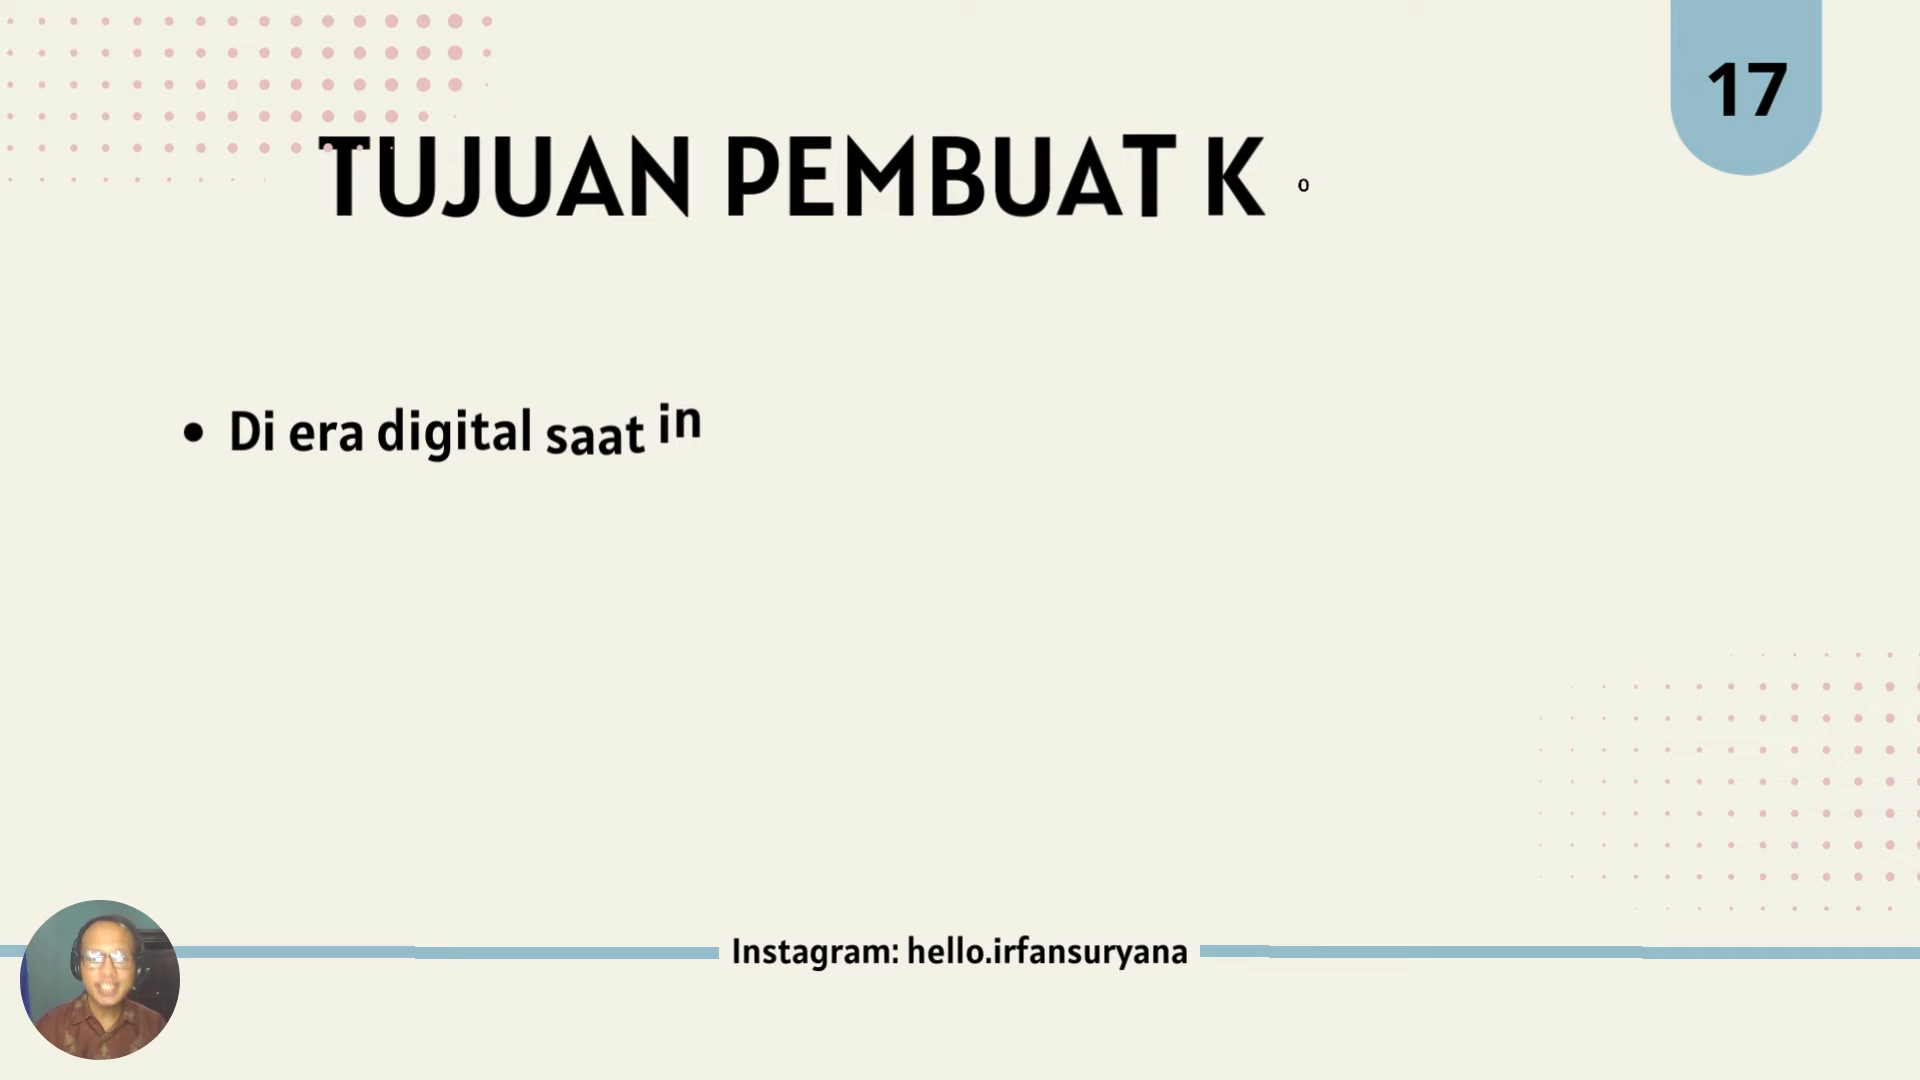 17
TUJUAN PEMBUAT K o
• Di era digital saat in
Instagram: hello.irfansuryana